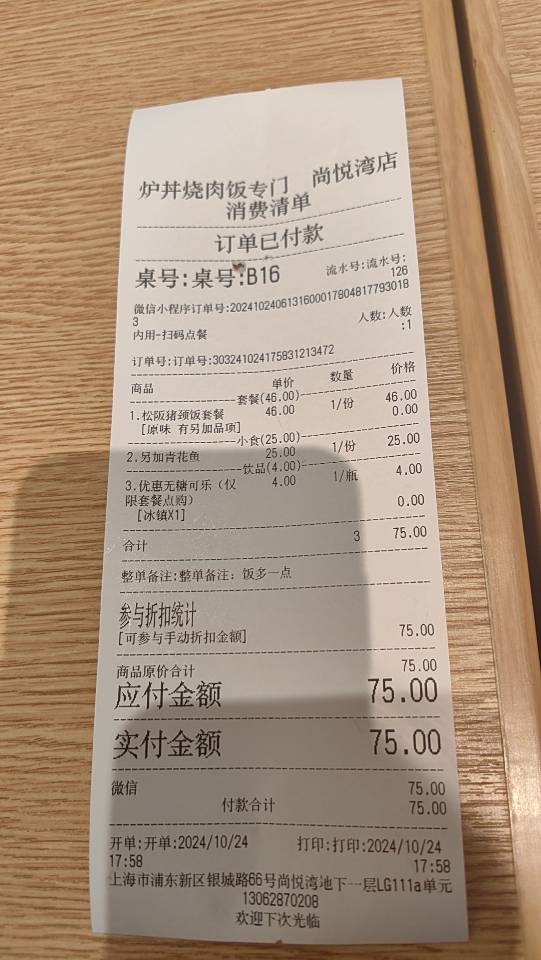 炉丼烧肉饭专门 尚悦湾店
消费清单
订单已付款
桌号:桌号:B16 流水号:流水号:
126
微信小程序订单号:2024102406131600017804817793018
3
内用-扫码点餐 人数:人数
:1
订单号:订单号:303241024175831213472
商品 单价 数量 价格
套餐(46.00)
1.松阪猪颈饭套餐 46.00 1/份 46.00
[原味 有另加品项] 0.00
小食(25.00)
2.另加青花鱼 25.00 1/份 25.00
饮品(4.00)
3.优惠无糖可乐（仅 4.00 1/瓶 4.00
限套餐点购）
[冰镇X1] 0.00
合计 3 75.00
整单备注:整单备注: 饭多一点
参与折扣统计
[可参与手动折扣金额] 75.00
商品原价合计 75.00
应付金额 75.00
实付金额 75.00
微信 75.00
付款合计 75.00
开单:开单:2024/10/24 打印:打印:2024/10/24
17:58 17:58
上海市浦东新区银城路66号尚悦湾地下一层LG111a单元
13062870208
欢迎下次光临